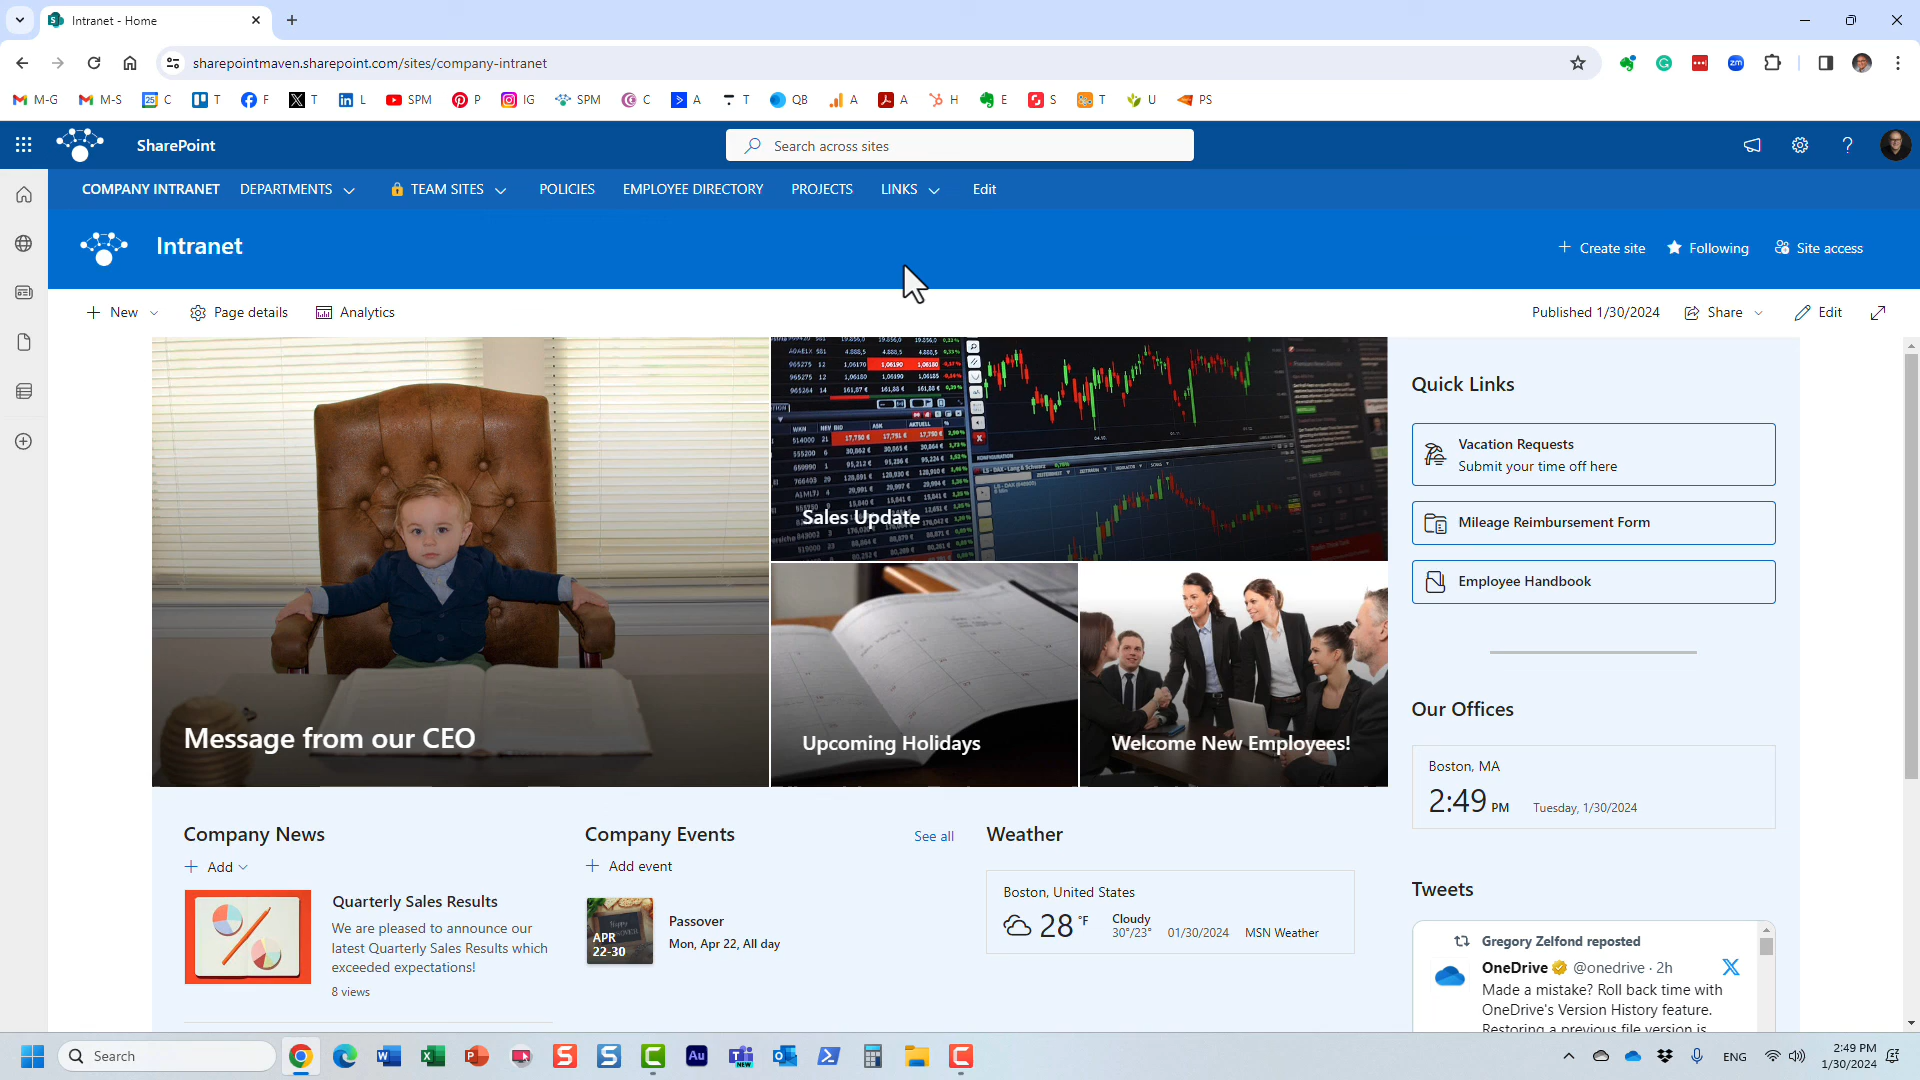 Intranet - Home
sharepointmaven.sharepoint.com/sites/company-intranet
M-G M-S C T F T L SPM P IG SPM C A T QB A A H E S T U PS
SharePoint
Search across sites
COMPANY INTRANET DEPARTMENTS TEAM SITES POLICIES EMPLOYEE DIRECTORY PROJECTS LINKS Edit
Intranet
Create site Following Site access
New Page details Analytics
Published 1/30/2024 Share Edit
Message from our CEO
Sales Update
Upcoming Holidays
Welcome New Employees!
Quick Links
Vacation Requests
Submit your time off here
Mileage Reimbursement Form
Employee Handbook
Our Offices
Boston, MA
2:49 PM Tuesday, 1/30/2024
Company News
Add
Quarterly Sales Results
We are pleased to announce our
latest Quarterly Sales Results which
exceeded expectations!
8 views
Company Events
See all
Add event
APR
22-30
Passover
Mon, Apr 22, All day
Weather
Boston, United States
28 °F
Cloudy
30°/23° 01/30/2024 MSN Weather
Tweets
Gregory Zelfond reposted
OneDrive @onedrive · 2h
Made a mistake? Roll back time with
OneDrive's Version History feature.
Restoring a previous file version is
Search
ENG
2:49 PM
1/30/2024